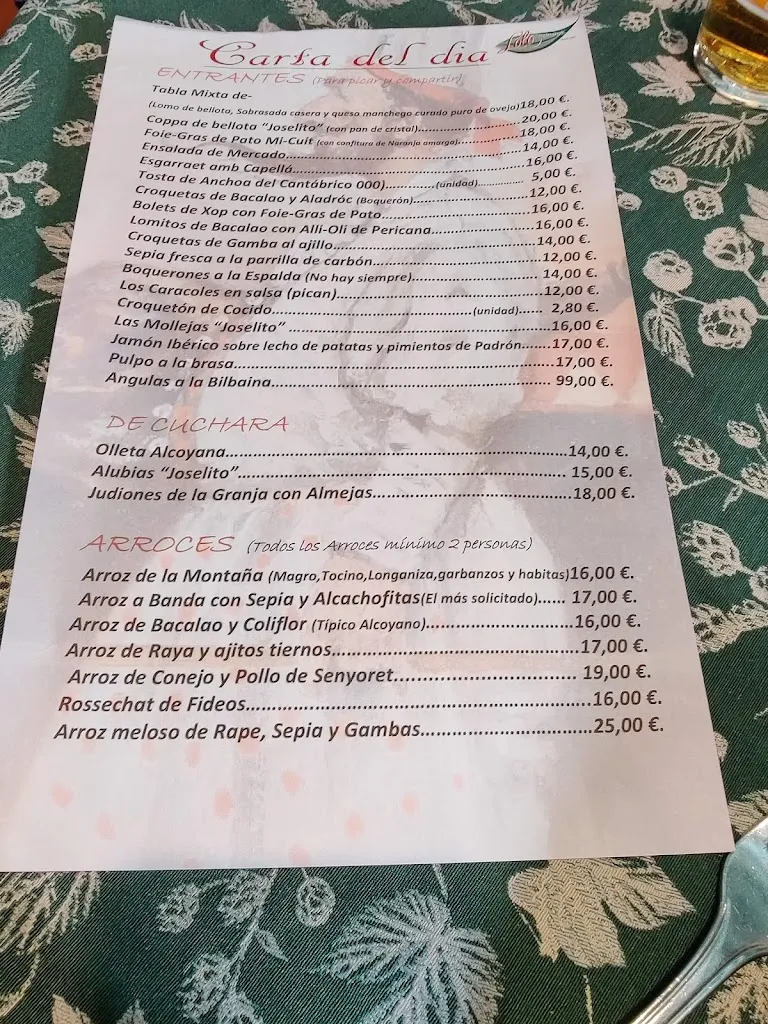 Carta del dia
Lolo
ENTRANTES (Para picar y compartir)
Tabla Mixta de-
(Lomo de bellota, Sobrasada casera y queso manchego curado puro de oveja)18,00 €.
Coppa de bellota “Joselito” (con pan de cristal)............................20,00 €.
Foie-Gras de Pato Mi-Cuit (con confitura de Naranja amarga)................18,00 €.
Ensalada de Mercado............................................................14,00 €.
Esgarraet amb Capellá.........................................................16,00 €.
Tosta de Anchoa del Cantábrico 000)....................(unidad)................ 5,00 €.
Croquetas de Bacalao y Aladróc (Boquerón)...............................12,00 €.
Bolets de Xop con Foie-Gras de Pato........................................16,00 €.
Lomitos de Bacalao con Alli-Oli de Pericana............................16,00 €.
Croquetas de Gamba al ajillo................................................14,00 €.
Sepia fresca a la parrilla de carbón.........................................12,00 €.
Boquerones a la Espalda (No hay siempre)............................... 14,00 €.
Los Caracoles en salsa (pican)................................................12,00 €.
Croquetón de Cocido................................................(unidad)...... 2,80 €.
Las Mollejas “Joselito” ........................................................16,00 €.
Jamón Ibérico sobre lecho de patatas y pimientos de Padrón.......17,00 €.
Pulpo a la brasa.................................................................17,00 €.
Angulas a la Bilbaina........................................................... 99,00 €.
DE CUCHARA
Olleta Alcoyana..................................................................14,00 €.
Alubias “Joselito”................................................................15,00 €.
Judiones de la Granja con Almejas.......................................18,00 €.
ARROCES (Todos los Arroces mínimo 2 personas)
Arroz de la Montaña (Magro,Tocino,Longaniza,garbanzos y habitas)16,00 €.
Arroz a Banda con Sepia y Alcachofitas(El más solicitado)...... 17,00 €.
Arroz de Bacalao y Coliflor (Típico Alcoyano)..........................16,00 €.
Arroz de Raya y ajitos tiernos............................................17,00 €.
Arroz de Conejo y Pollo de Senyoret................................ 19,00 €.
Rossechat de Fideos..........................................................16,00 €.
Arroz meloso de Rape, Sepia y Gambas..............................25,00 €.